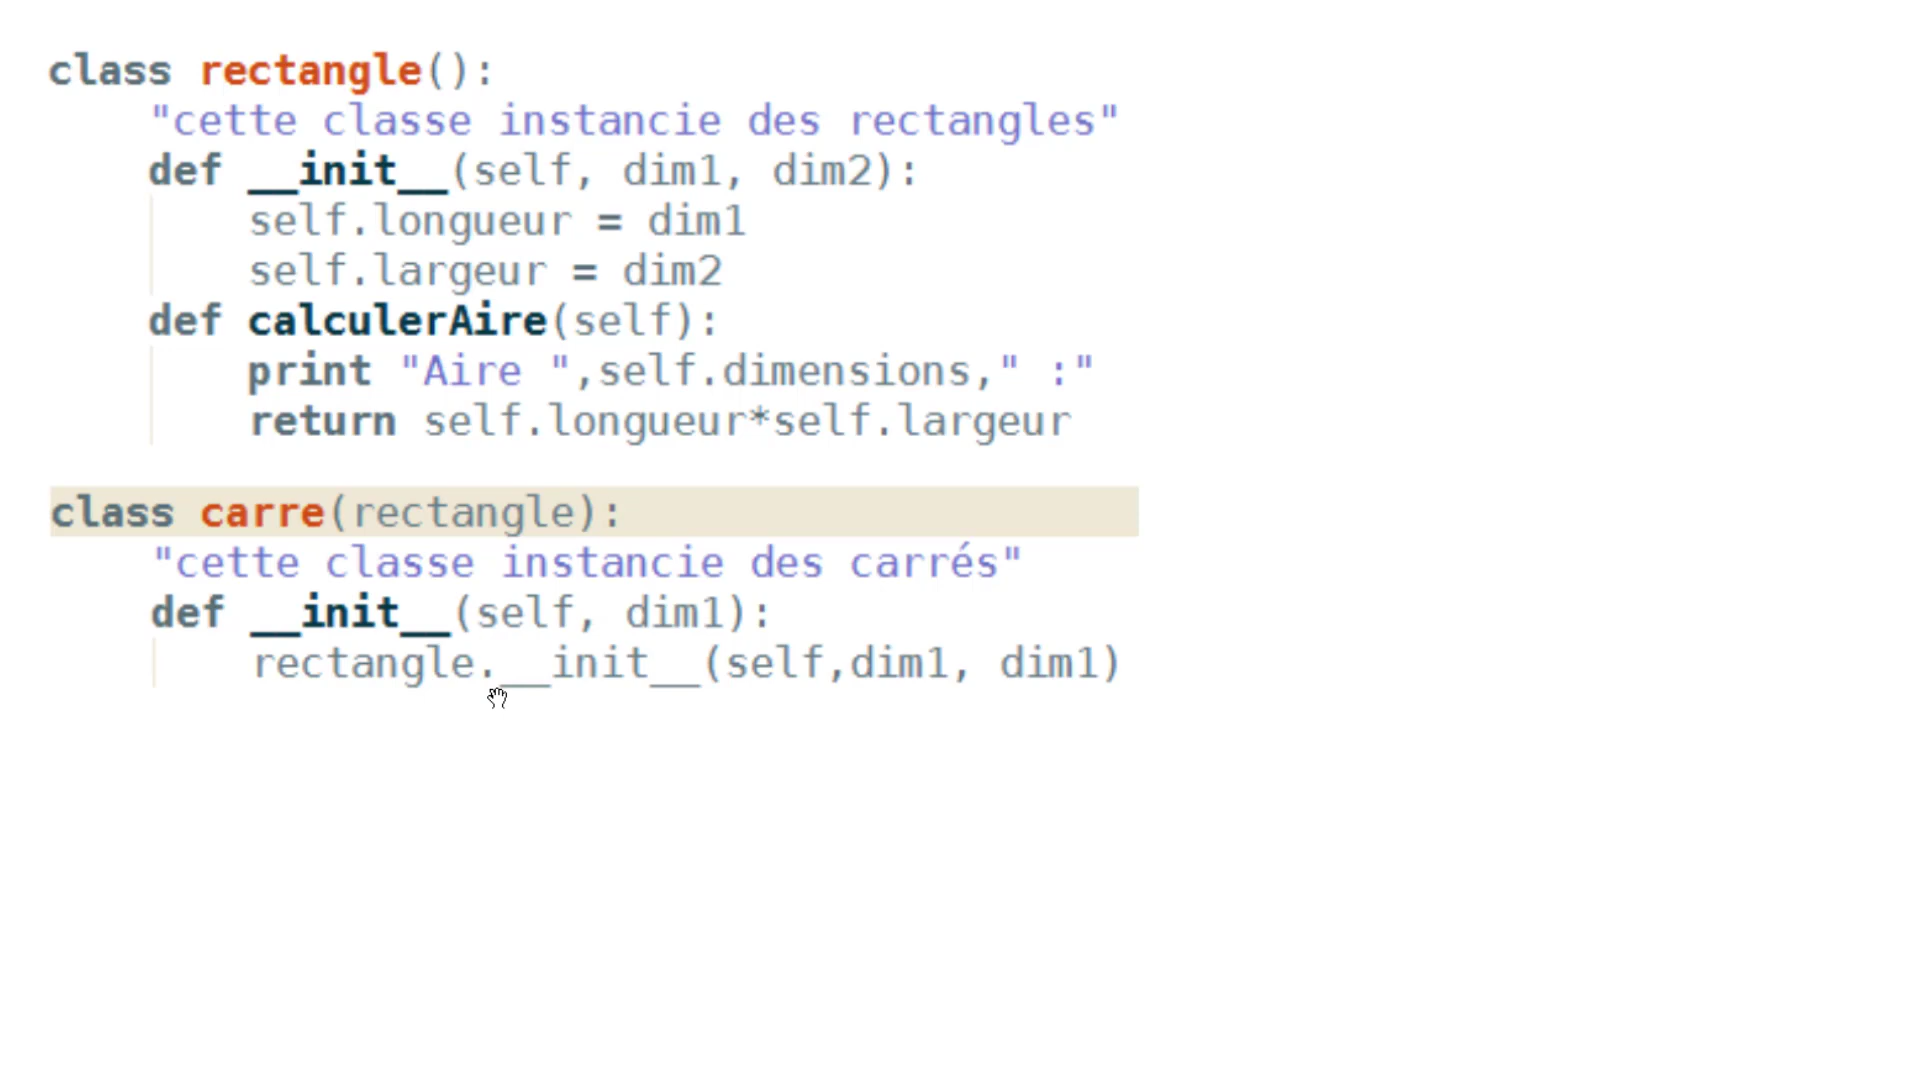 class rectangle():
    "cette classe instancie des rectangles"
    def __init__(self, dim1, dim2):
        self.longueur = dim1
        self.largeur = dim2
    def calculerAire(self):
        print "Aire ",self.dimensions," :"
        return self.longueur*self.largeur
class carre(rectangle):
    "cette classe instancie des carrés"
    def __init__(self, dim1):
        rectangle.__init__(self,dim1, dim1)